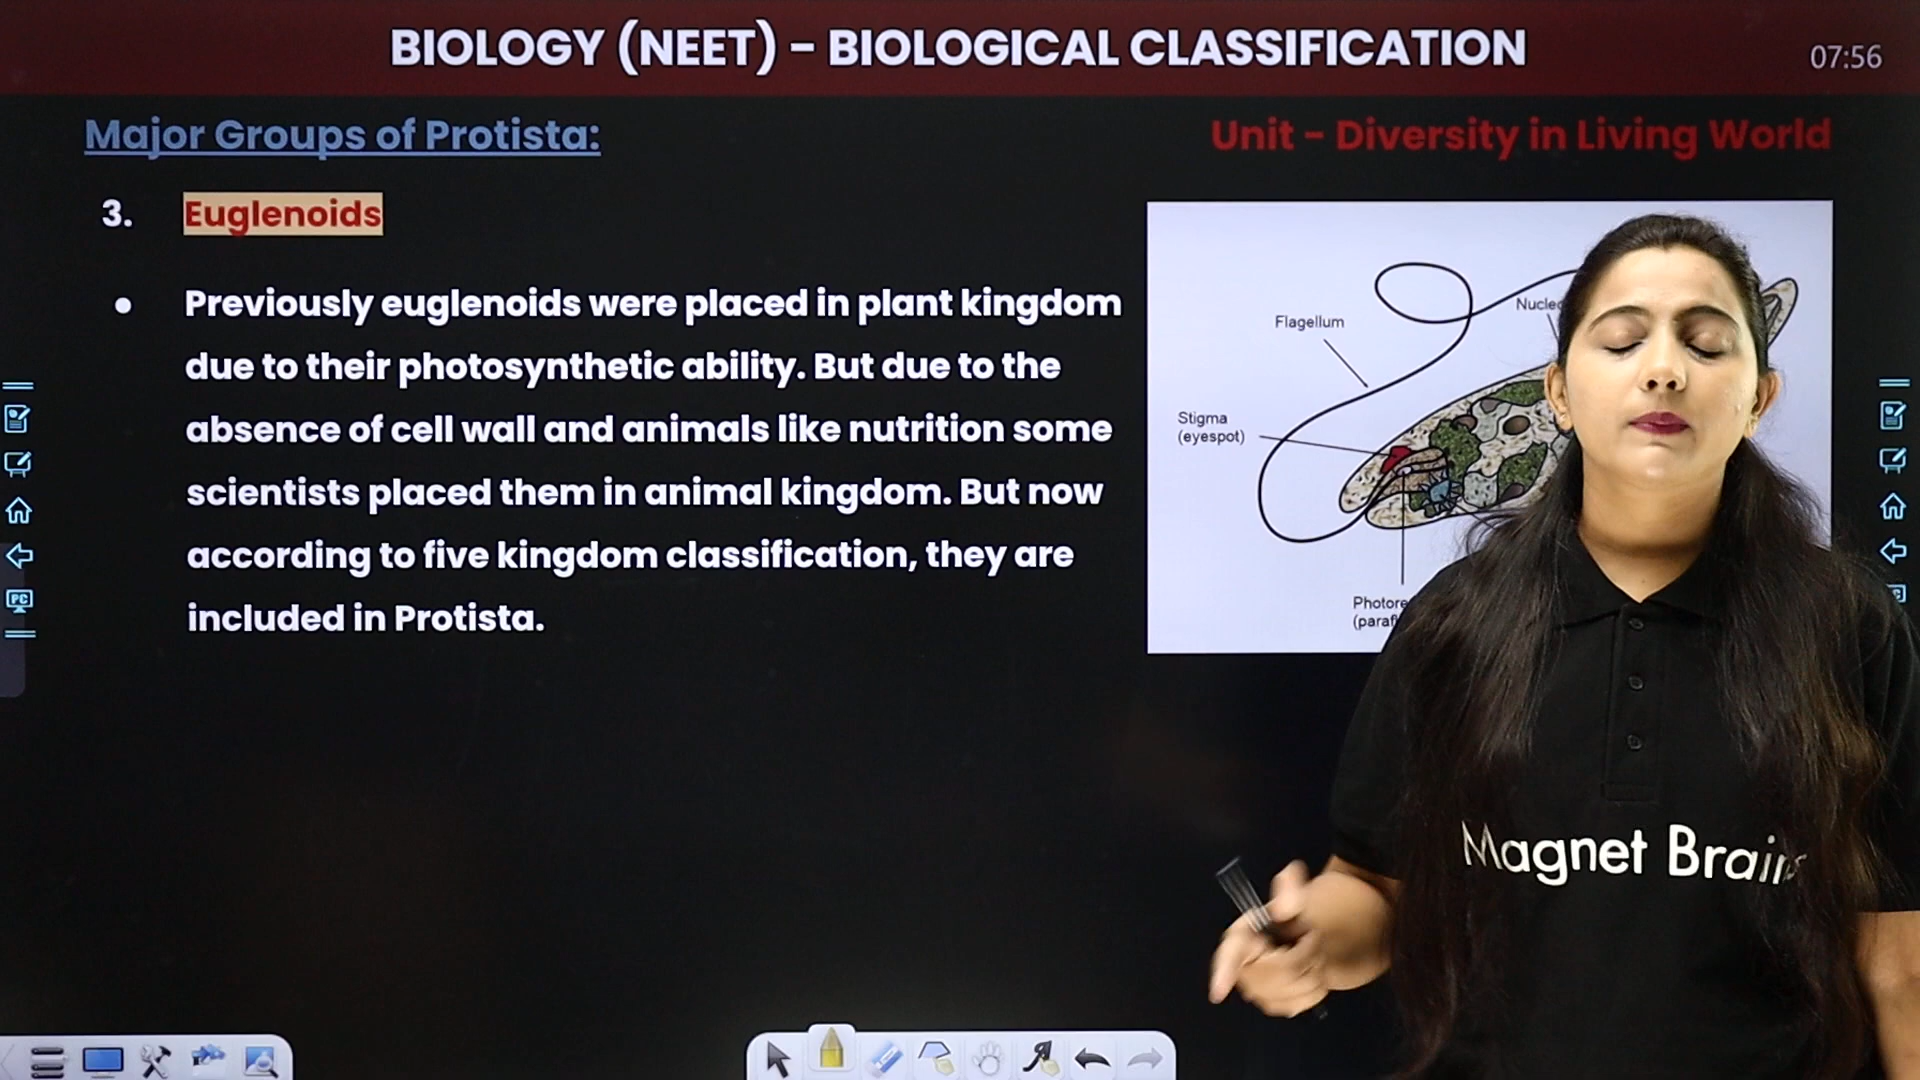 BIOLOGY (NEET) - BIOLOGICAL CLASSIFICATION
07:56
Major Groups of Protista:
Unit - Diversity in Living World
3. Euglenoids
• Previously euglenoids were placed in plant kingdom
due to their photosynthetic ability. But due to the
absence of cell wall and animals like nutrition some
scientists placed them in animal kingdom. But now
according to five kingdom classification, they are
included in Protista.
Flagellum
Stigma
(eyespot)
PC
Magnet Brains